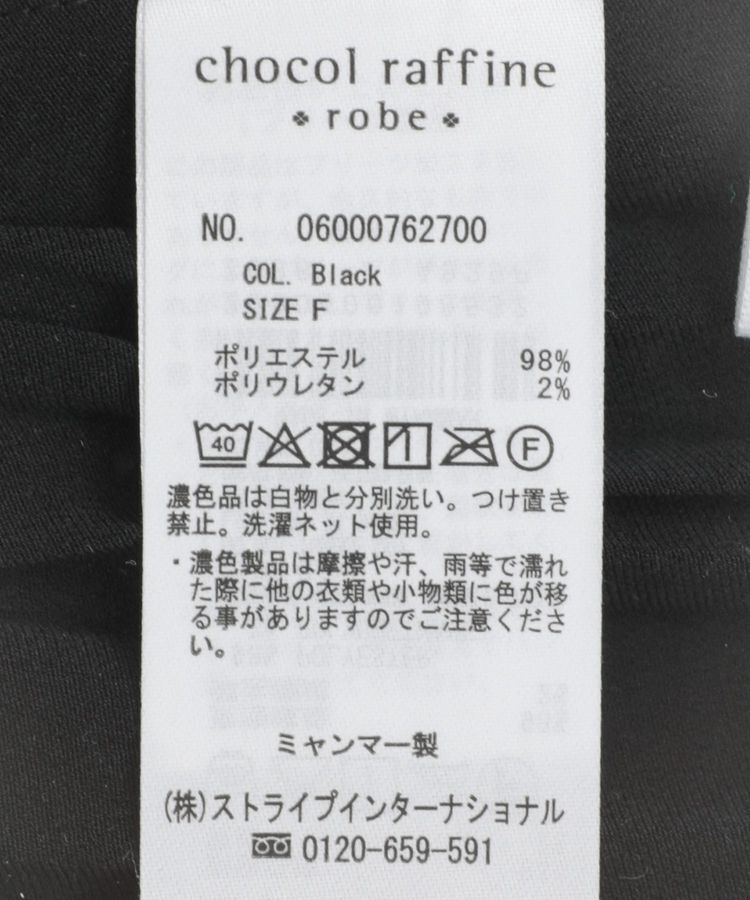 chocol raffine
robe
NO. 06000762700
COL. Black
SIZE F
ポリエステル 98%
ポリウレタン 2%
40 F
濃色品は白物と分別洗い。つけ置き
禁止。洗濯ネット使用。
・濃色製品は摩擦や汗、雨等で濡れ
た際に他の衣類や小物類に色が移
る事がありますのでご注意くださ
い。
ミャンマー製
(株)ストライプインターナショナル
0120-659-591